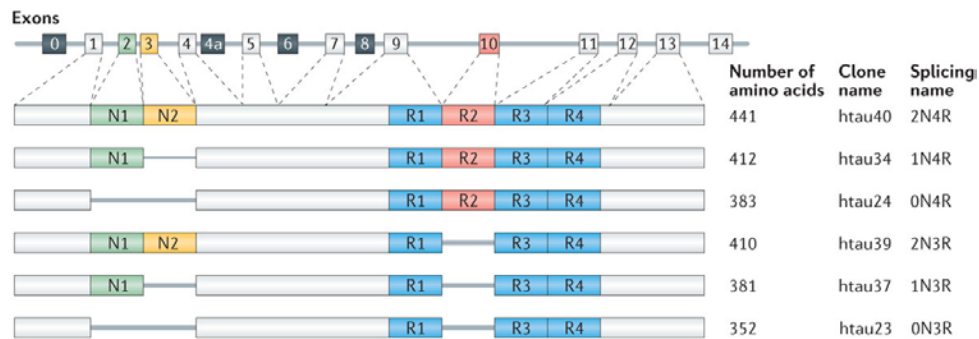 Exons
0 1 2 3 4 4a 5 6 7 8 9 10 11 12 13 14
Number of amino acids Clone name Splicing name
N1 N2 R1 R2 R3 R4 441 htau40 2N4R
N1 R1 R2 R3 R4 412 htau34 1N4R
R1 R2 R3 R4 383 htau24 0N4R
N1 N2 R1 R3 R4 410 htau39 2N3R
N1 R1 R3 R4 381 htau37 1N3R
R1 R3 R4 352 htau23 0N3R